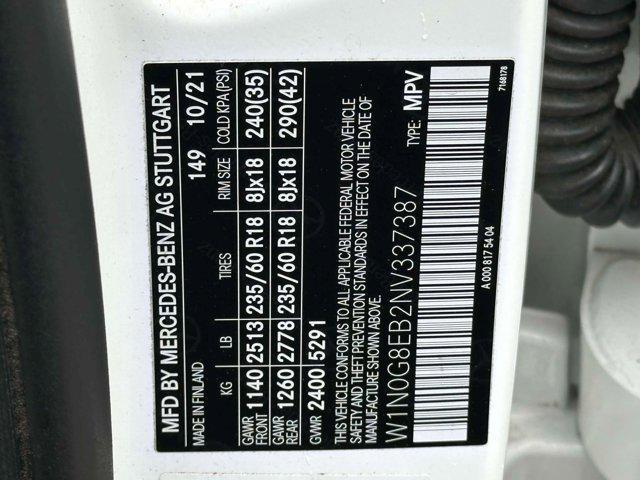 MFD BY MERCEDES-BENZ AG STUTTGART
MADE IN FINLAND 149 10/21
KG LB TIRES RIM SIZE COLD KPA(PSI)
GAWR FRONT 1140 2513 235/60 R18 8Jx18 240(35)
GAWR REAR 1260 2778 235/60 R18 8Jx18 290(42)
GVWR 2400 5291
THIS VEHICLE CONFORMS TO ALL APPLICABLE FEDERAL MOTOR VEHICLE
SAFETY AND THEFT PREVENTION STANDARDS IN EFFECT ON THE DATE OF
MANUFACTURE SHOWN ABOVE.
W1N0G8EB2NV337387 TYPE: MPV
A 000 817 54 04 7168178